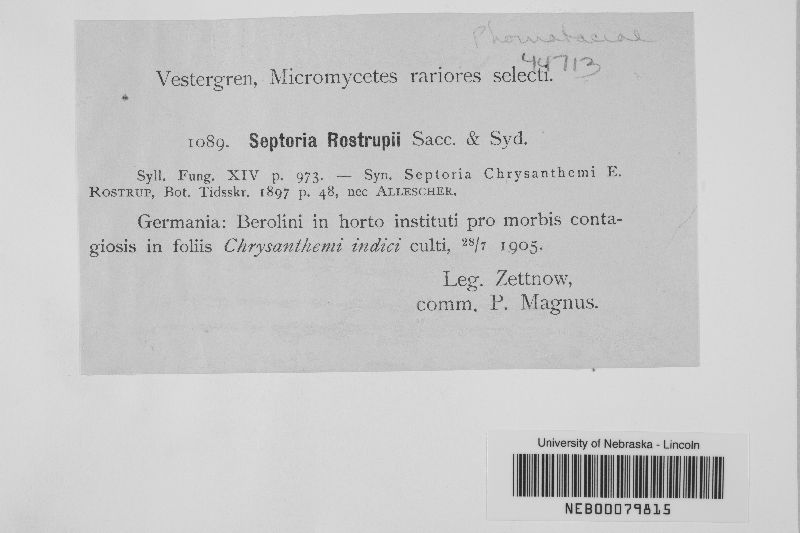 Phomataceae
44713
Vestergren, Micromycetes rariores selecti.
1089. Septoria Rostrupii Sacc. & Syd.
Syll. Fung. XIV p. 973. — Syn. Septoria Chrysanthemi E.
ROSTRUP, Bot. Tidsskr. 1897 p. 48, nec ALLESCHER.
Germania: Berolini in horto instituti pro morbis conta-
giosis in foliis Chrysanthemi indici culti, 28/7 1905.
Leg. Zettnow,
comm. P. Magnus.
University of Nebraska - Lincoln
NEB00079815